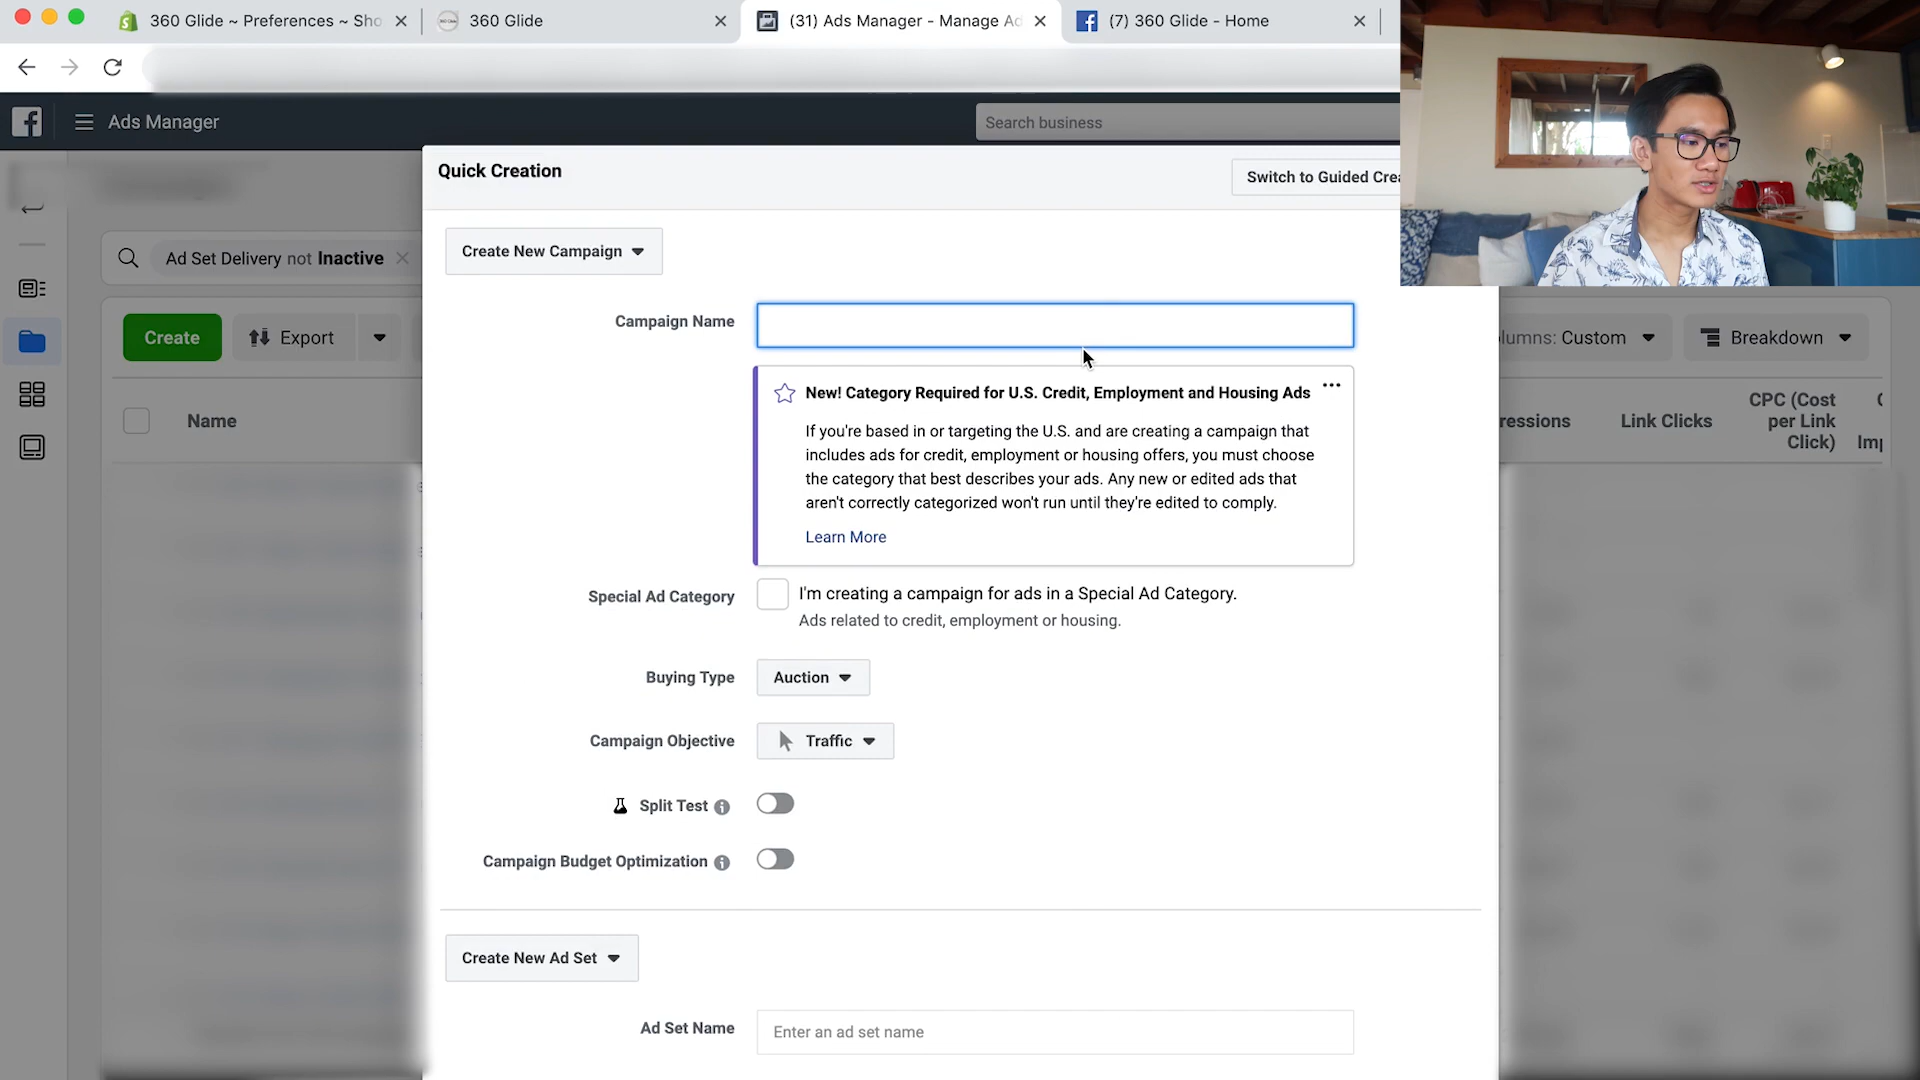 360 Glide ~ Preferences ~ Sho
360 Glide
(31) Ads Manager - Manage Ad
(7) 360 Glide - Home
Ads Manager
Search business
Quick Creation
Switch to Guided Crea
Create New Campaign
Ad Set Delivery not Inactive
Campaign Name
Create
Export
lumns: Custom
Breakdown
New! Category Required for U.S. Credit, Employment and Housing Ads
If you're based in or targeting the U.S. and are creating a campaign that
includes ads for credit, employment or housing offers, you must choose
the category that best describes your ads. Any new or edited ads that
aren't correctly categorized won't run until they're edited to comply.
Learn More
Name
ressions
Link Clicks
CPC (Cost
per Link
Click)
Imp
Special Ad Category
I'm creating a campaign for ads in a Special Ad Category.
Ads related to credit, employment or housing.
Buying Type
Auction
Campaign Objective
Traffic
Split Test
Campaign Budget Optimization
Create New Ad Set
Ad Set Name
Enter an ad set name